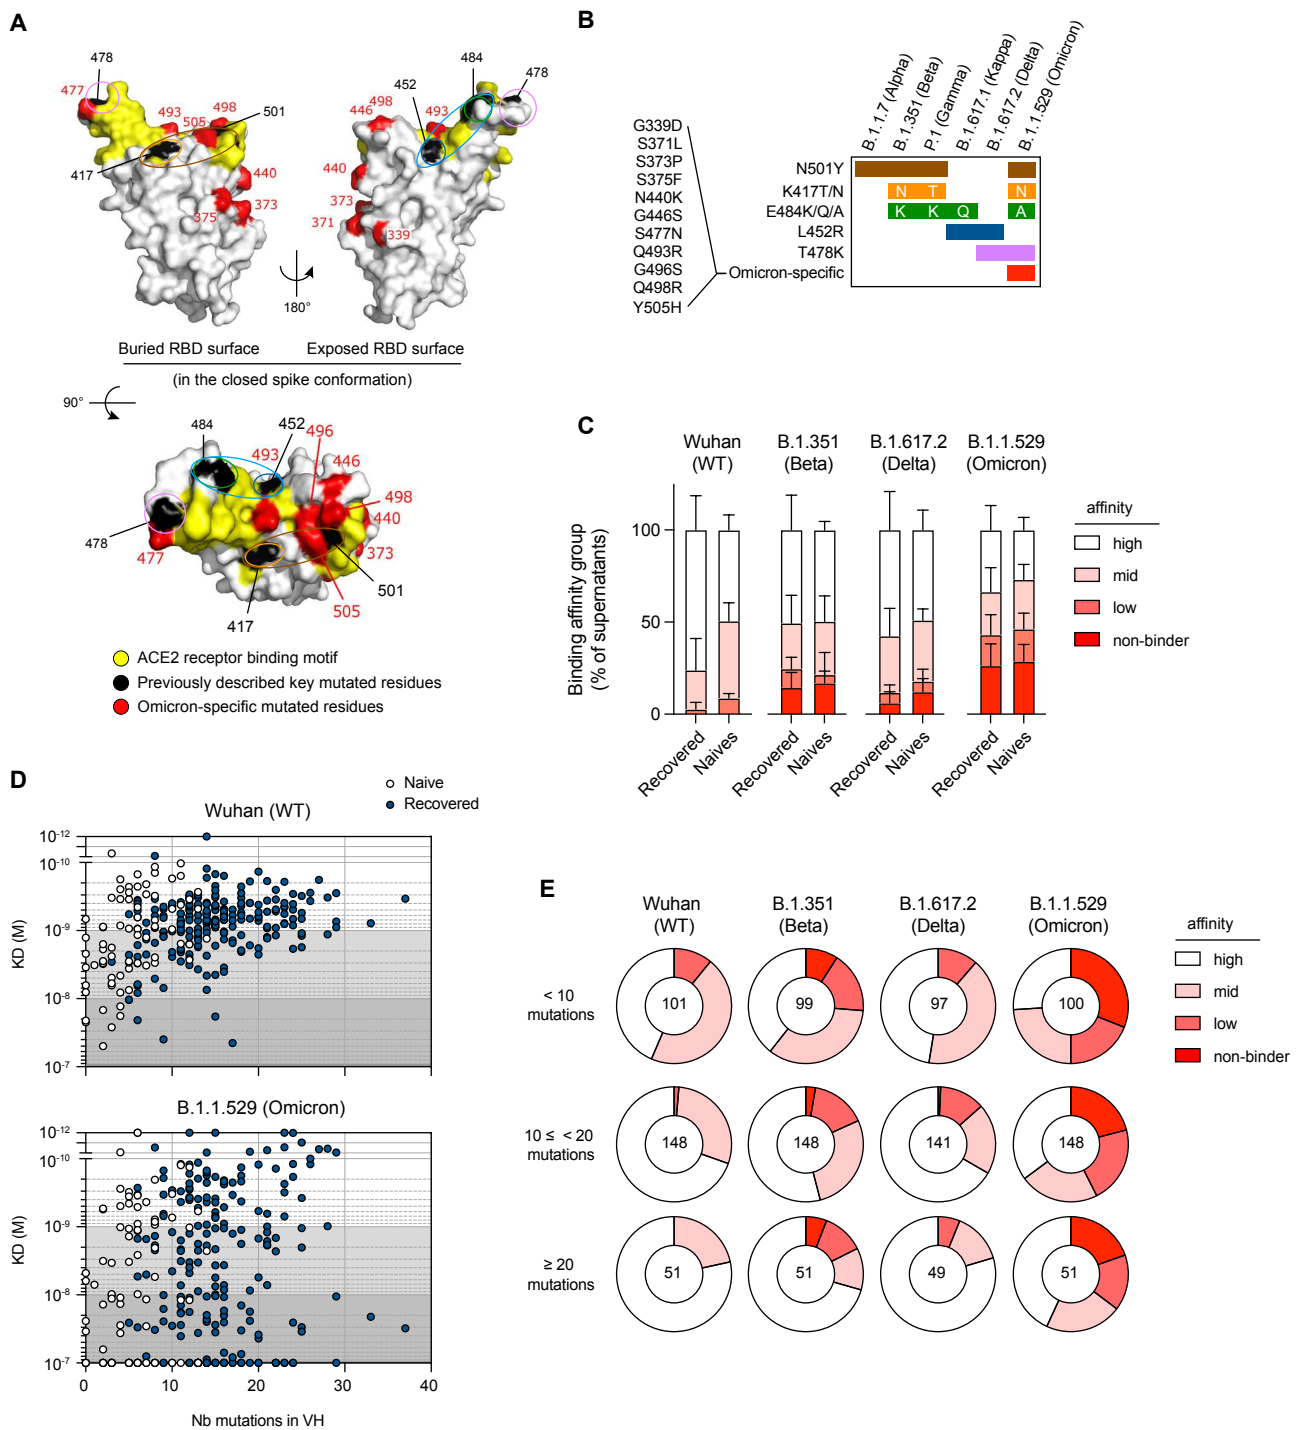 A
478
477
493
498
505
501
417
440
375
373
484
478
452
498
446
493
440
373
371
339
180°
Buried RBD surface
Exposed RBD surface
(in the closed spike conformation)
90°
484
452
496
493
446
498
440
478
477
373
501
417
505
ACE2 receptor binding motif
Previously described key mutated residues
Omicron-specific mutated residues
B
B.1.1.7 (Alpha)
B.1.351 (Beta)
P.1 (Gamma)
B.1.617.1 (Kappa)
B.1.617.2 (Delta)
B.1.1.529 (Omicron)
G339D
S371L
S373P
S375F
N440K
G446S
S477N
Q493R
G496S
Q498R
Y505H
N501Y
K417T/N N T N
E484K/Q/A K K Q A
L452R
T478K
Omicron-specific
C
Wuhan (WT)
B.1.351 (Beta)
B.1.617.2 (Delta)
B.1.1.529 (Omicron)
Binding affinity group
(% of supernatants)
100
50
0
Recovered
Naives
Recovered
Naives
Recovered
Naives
Recovered
Naives
affinity
high
mid
low
non-binder
D
Naive
Recovered
Wuhan (WT)
KD (M)
10-12
10-10
10-9
10-8
10-7
B.1.1.529 (Omicron)
KD (M)
10-12
10-10
10-9
10-8
10-7
0 10 20 30 40
Nb mutations in VH
E
Wuhan (WT)
B.1.351 (Beta)
B.1.617.2 (Delta)
B.1.1.529 (Omicron)
< 10 mutations
101 99 97 100
10 ≤ < 20 mutations
148 148 141 148
≥ 20 mutations
51 51 49 51
affinity
high
mid
low
non-binder